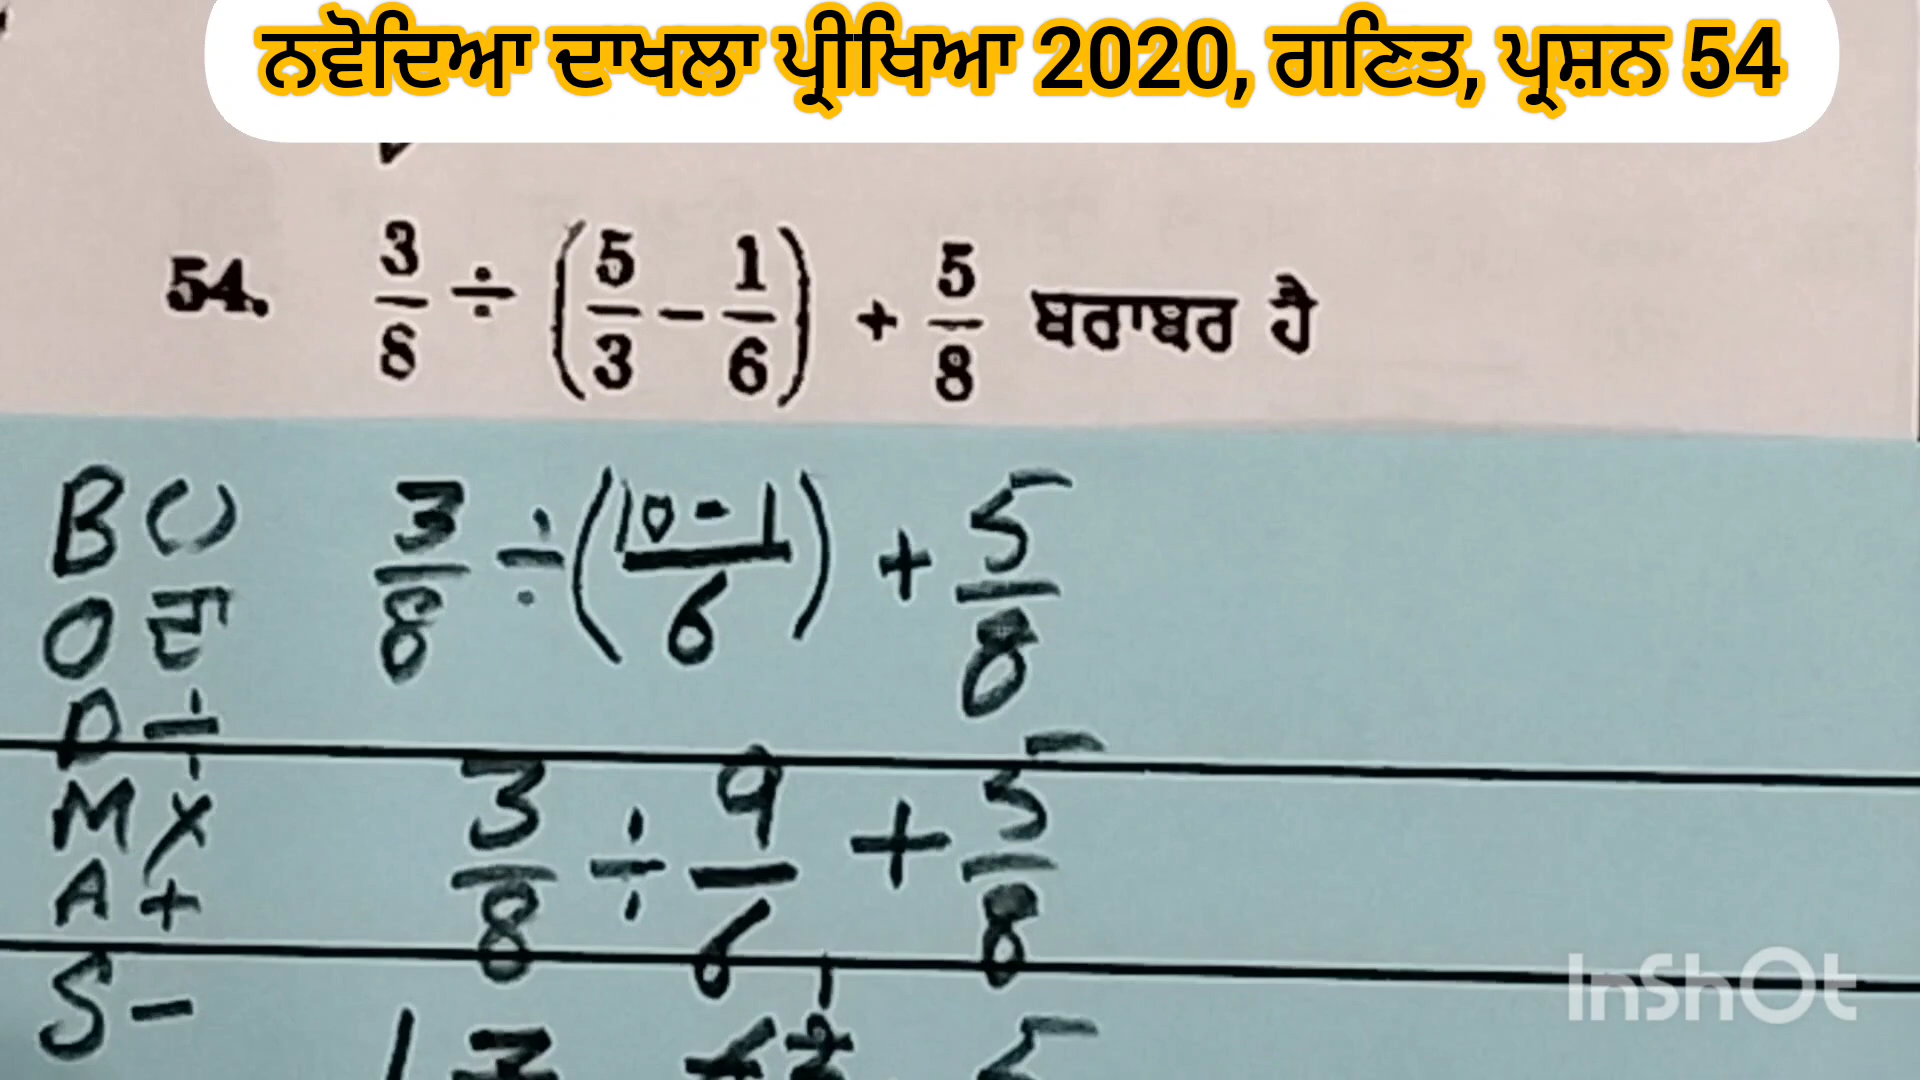 ਨਵੋਦਿਆ ਦਾਖਲਾ ਪ੍ਰੀਖਿਆ 2020, ਗਣਿਤ, ਪ੍ਰਸ਼ਨ 54
54. 3/8 ÷ (5/3 − 1/6) + 5/8 ਬਰਾਬਰ ਹੈ
B () 3/8 ÷ (10-1/6) + 5/8
O ਦਾ
D ÷
M × 3/8 ÷ 9/6 + 5/8
A +
S −
InShOt